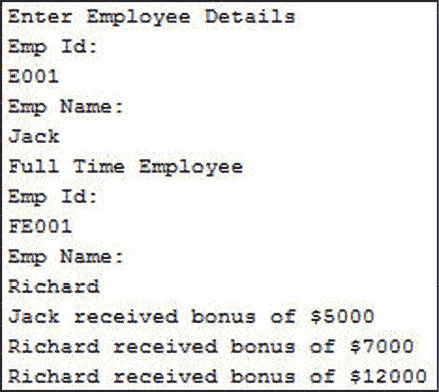 Enter Employee Details
Emp Id:
E001
Emp Name:
Jack
Full Time Employee
Emp Id:
FE001
Emp Name:
Richard
Jack received bonus of $5000
Richard received bonus of $7000
Richard received bonus of $12000